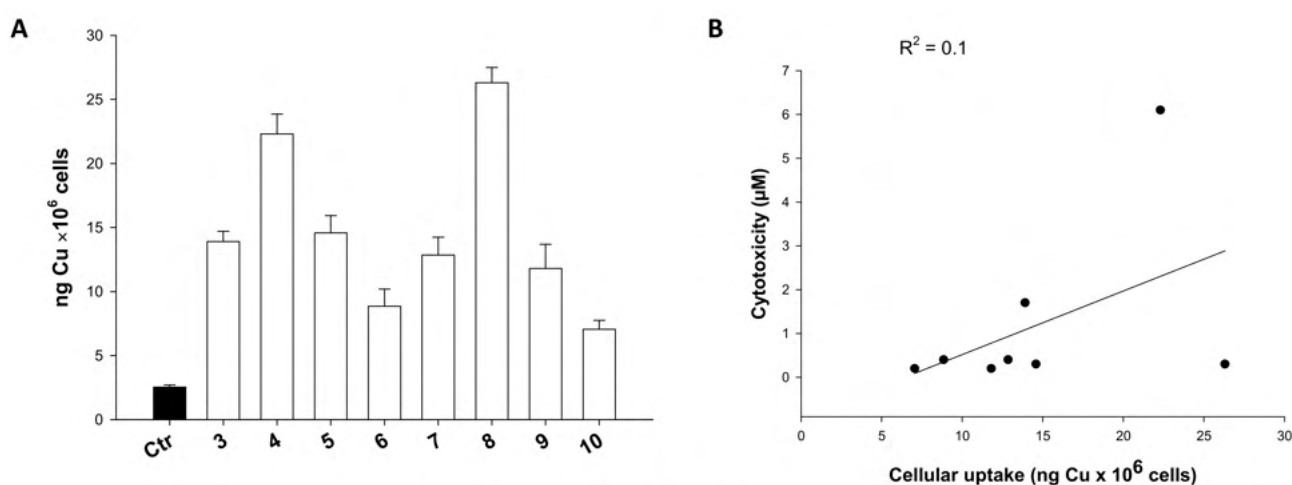 A
ng Cu ×10⁶ cells
30
25
20
15
10
5
0
Ctr 3 4 5 6 7 8 9 10
B
R² = 0.1
Cytotoxicity (µM)
7
6
5
4
3
2
1
0
0 5 10 15 20 25 30
Cellular uptake (ng Cu x 10⁶ cells)